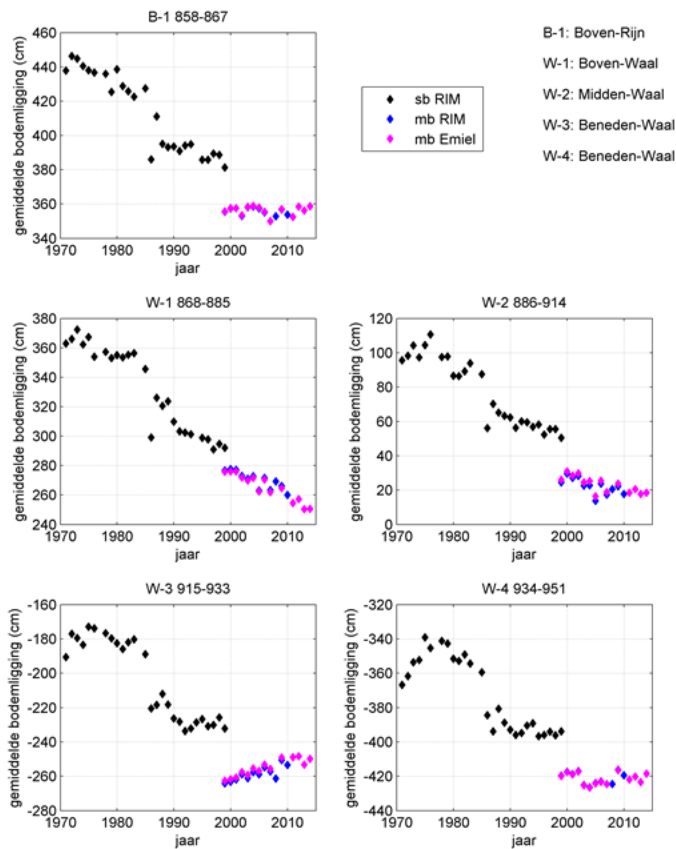 B-1 858-867
gemiddelde bodemligging (cm)
460
440
420
400
380
360
340
1970
1980
1990
2000
2010
jaar
sb RIM
mb RIM
mb Emiel
B-1: Boven-Rijn
W-1: Boven-Waal
W-2: Midden-Waal
W-3: Beneden-Waal
W-4: Beneden-Waal
W-1 868-885
gemiddelde bodemligging (cm)
380
360
340
320
300
280
260
240
1970
1980
1990
2000
2010
jaar
W-2 886-914
gemiddelde bodemligging (cm)
120
100
80
60
40
20
0
1970
1980
1990
2000
2010
jaar
W-3 915-933
gemiddelde bodemligging (cm)
-160
-180
-200
-220
-240
-260
-280
1970
1980
1990
2000
2010
jaar
W-4 934-951
gemiddelde bodemligging (cm)
-320
-340
-360
-380
-400
-420
-440
1970
1980
1990
2000
2010
jaar